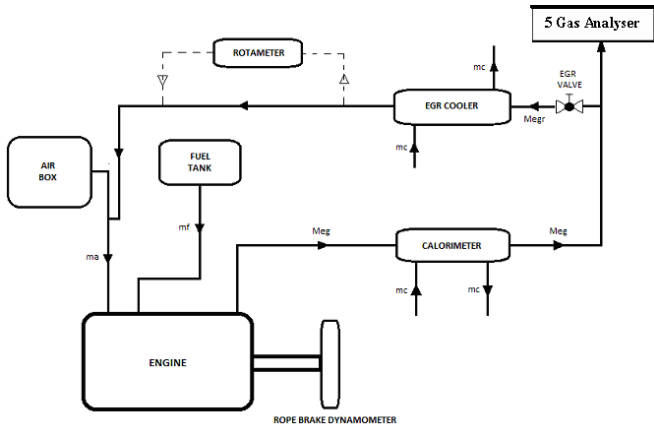 5 Gas Analyser
ROTAMETER
mc
EGR
VALVE
EGR COOLER
Megr
mc
AIR
BOX
FUEL
TANK
mf
Meg
CALORIMETER
Meg
ma
mc
mc
ENGINE
ROPE BRAKE DYNAMOMETER